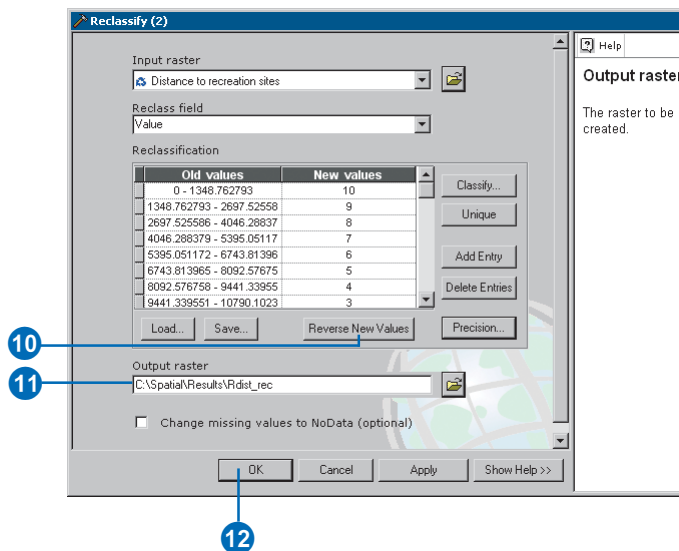 Reclassify (2)
Help
Output raster
The raster to be
created.
Input raster
Distance to recreation sites
Reclass field
Value
Reclassification
Old values New values
0 - 1348.762793 10
1348.762793 - 2697.52558 9
2697.525586 - 4046.28837 8
4046.288379 - 5395.05117 7
5395.051172 - 6743.81396 6
6743.813965 - 8092.57675 5
8092.576758 - 9441.33955 4
9441.339551 - 10790.1023 3
Classify...
Unique
Add Entry
Delete Entries
Load... Save... Reverse New Values Precision...
10
Output raster
11
C:\Spatial\Results\Rdist_rec
Change missing values to NoData (optional)
OK Cancel Apply Show Help >>
12